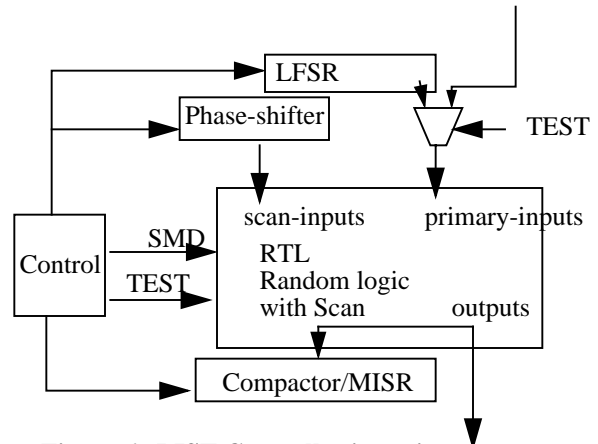 LFSR
Phase-shifter
TEST
scan-inputs
primary-inputs
SMD
RTL
Control
Random logic
TEST
with Scan
outputs
Compactor/MISR